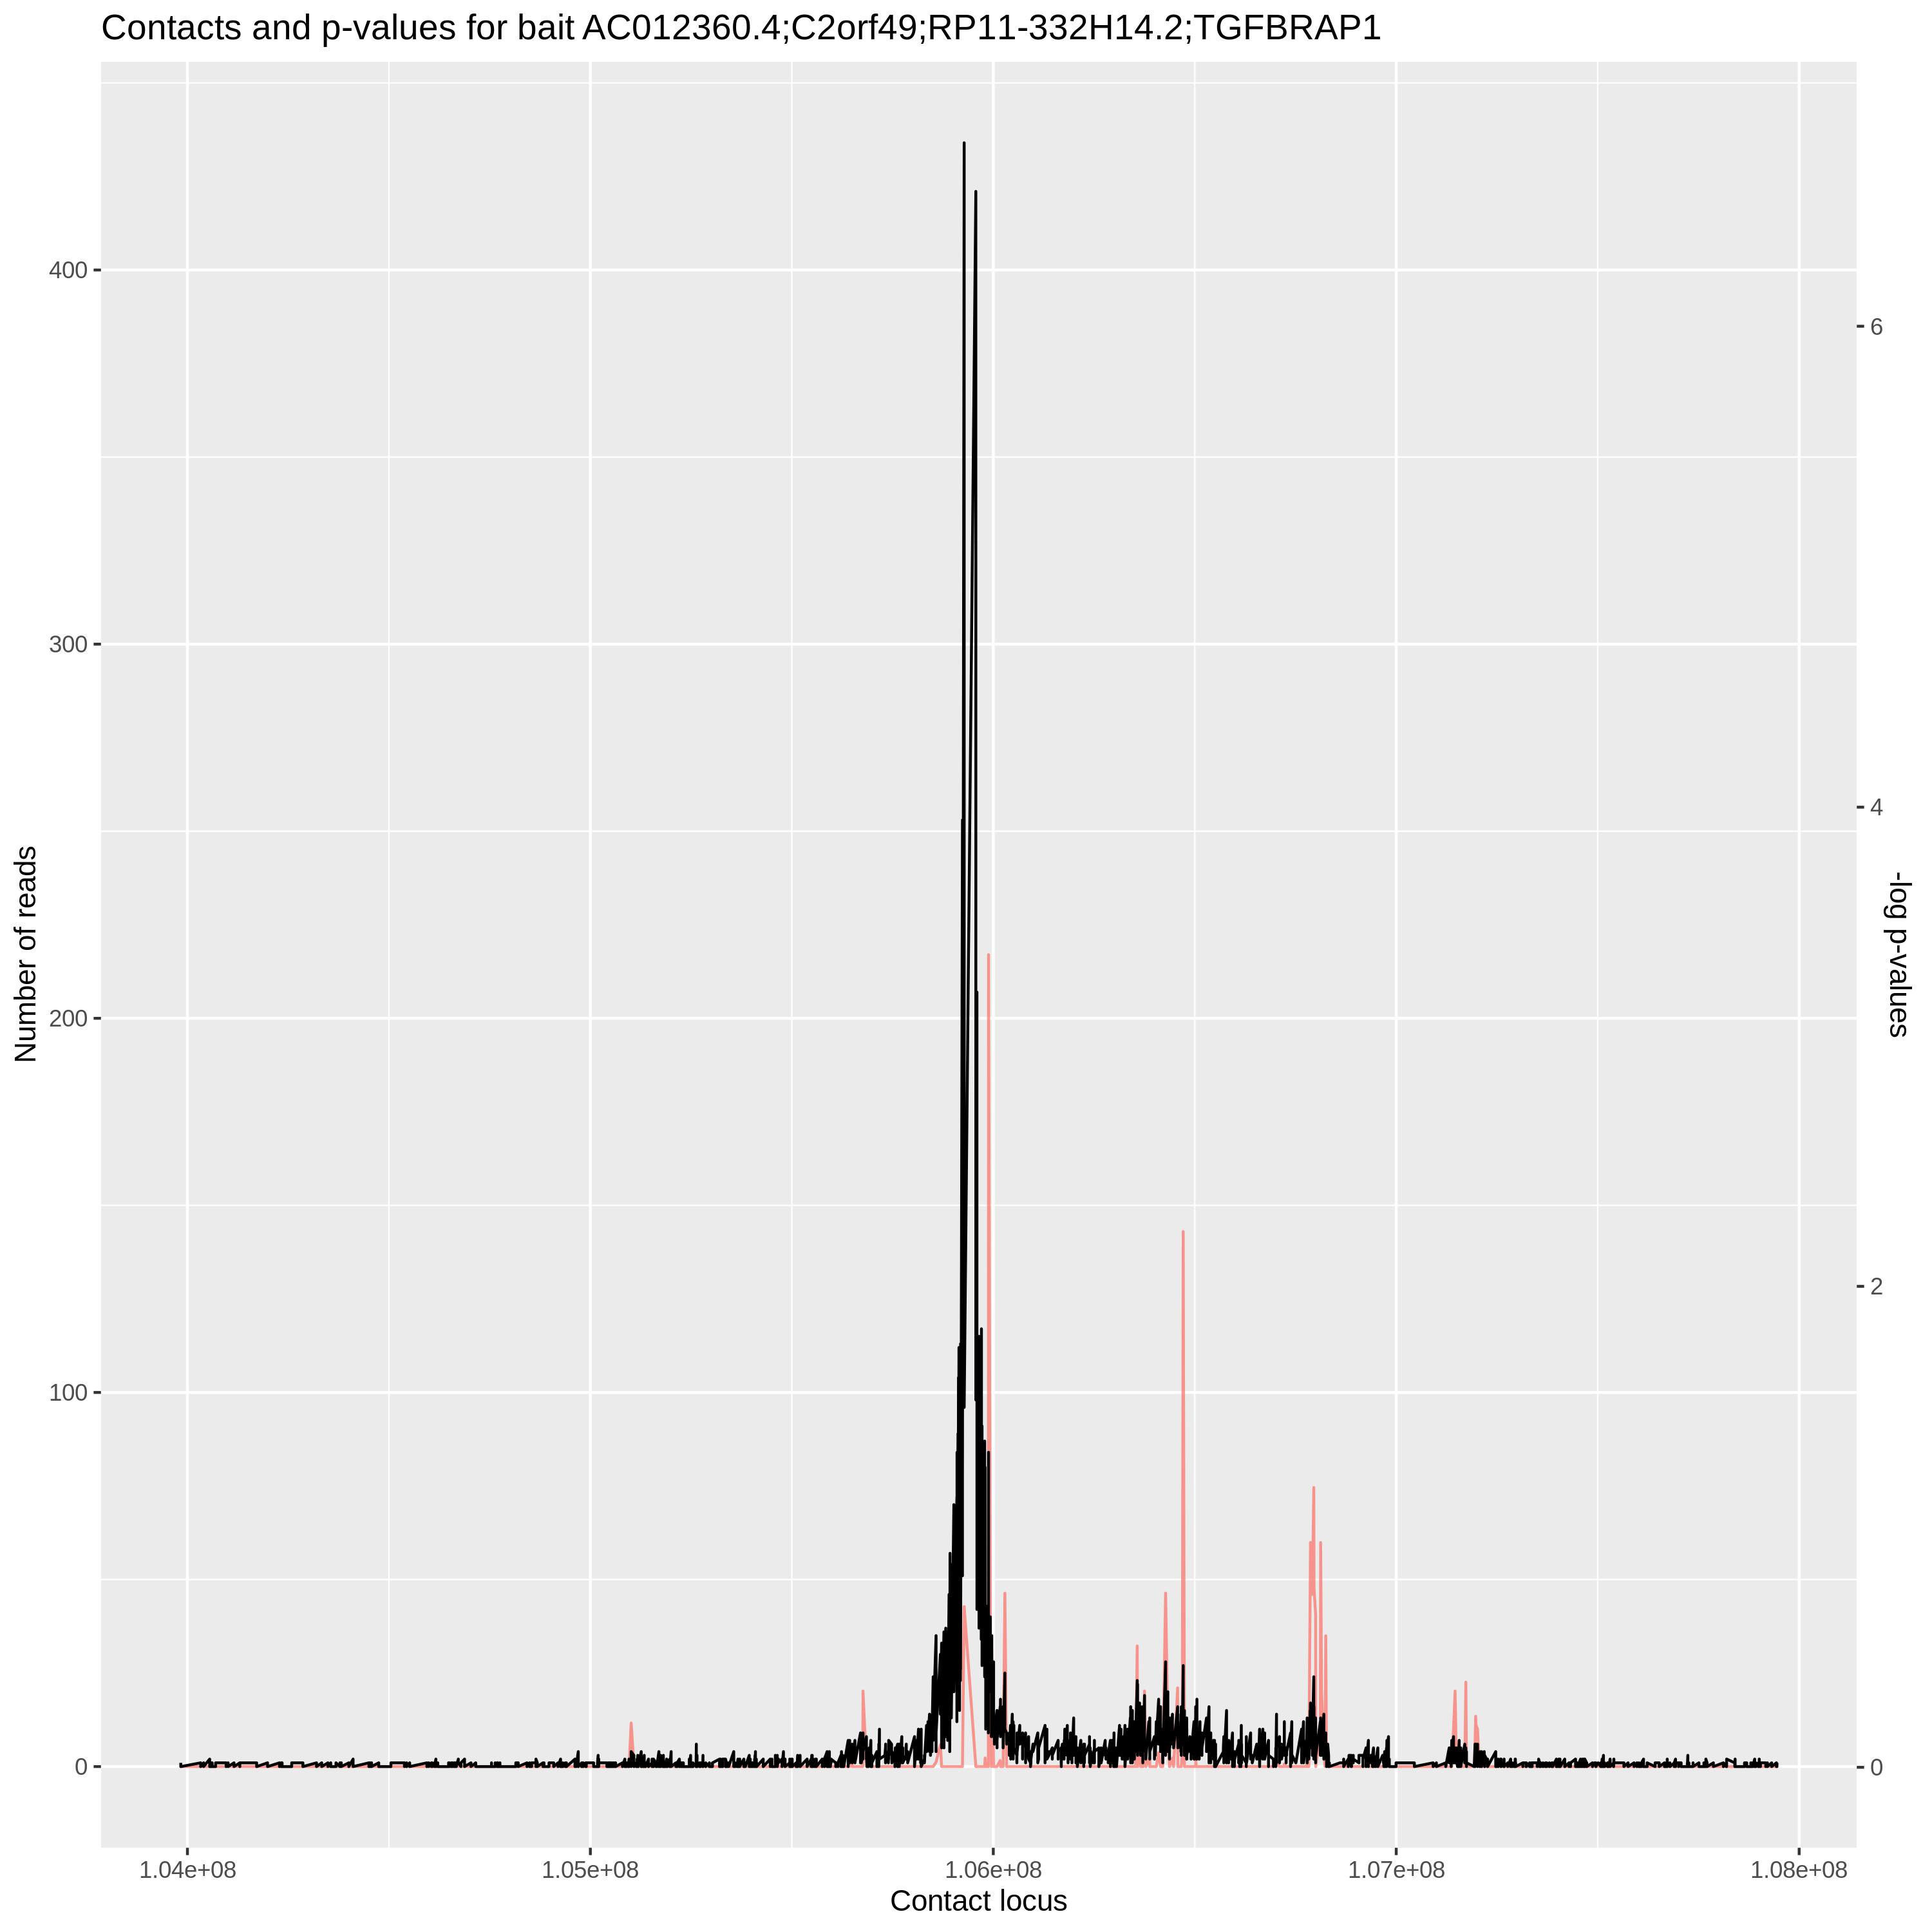 Contacts and p-values for bait AC012360.4;C2orf49;RP11-332H14.2;TGFBRAP1
400
300
200
100
0
Number of reads
6
4
2
0
-log p-values
1.04e+08 1.05e+08 1.06e+08 1.07e+08 1.08e+08
Contact locus